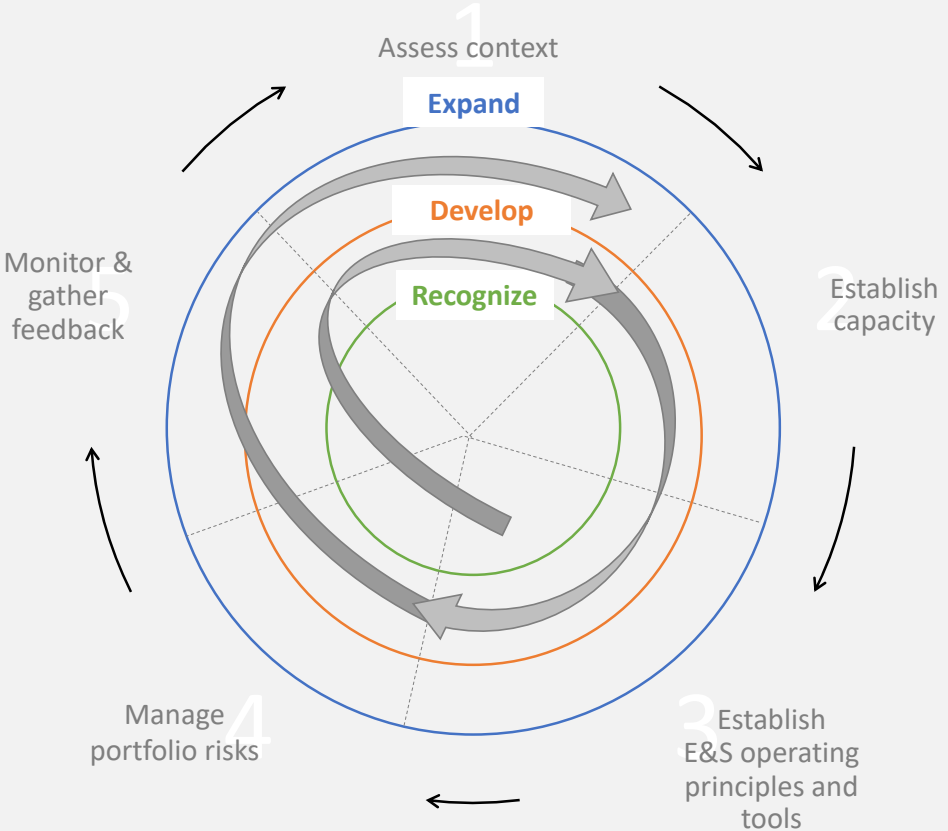 1
Assess context
Expand
Develop
Recognize
2
Establish
capacity
3
Establish
E&S operating
principles and
tools
4
Manage
portfolio risks
5
Monitor &
gather
feedback